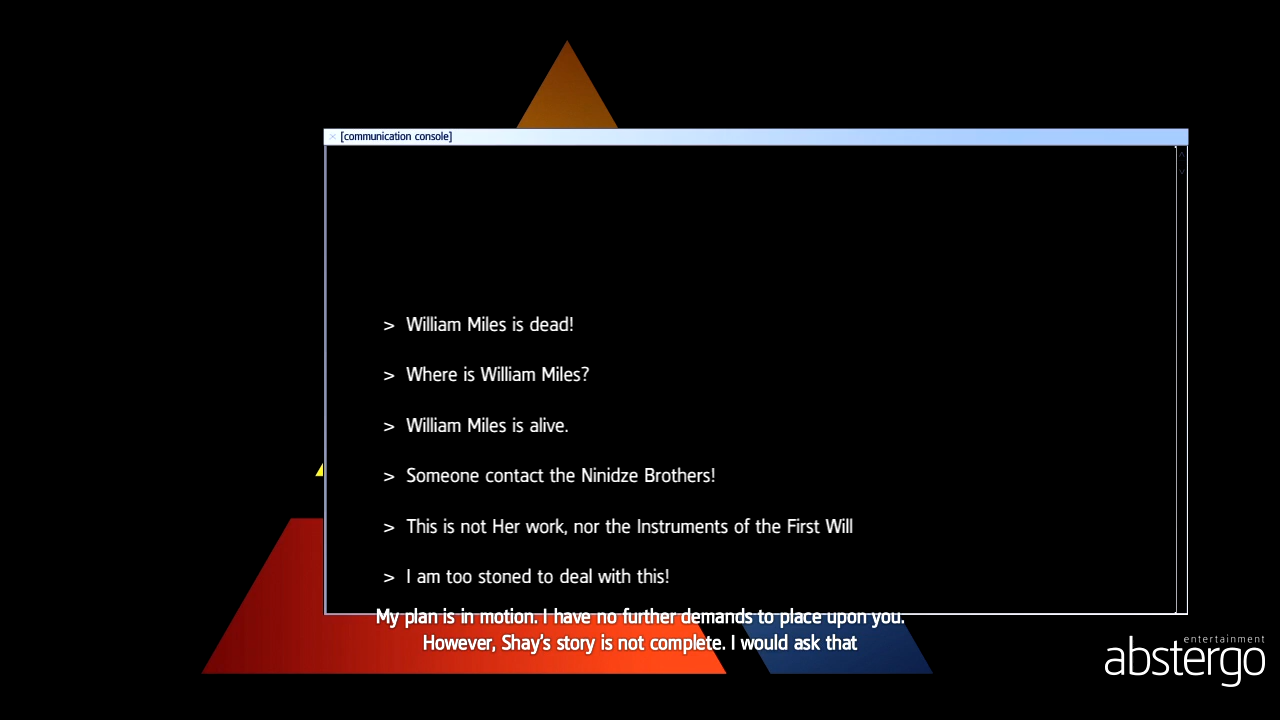 [communication console]
> William Miles is dead!
> Where is William Miles?
> William Miles is alive.
> Someone contact the Ninidze Brothers!
> This is not Her work, nor the Instruments of the First Will
> I am too stoned to deal with this!
My plan is in motion. I have no further demands to place upon you.
However, Shay's story is not complete. I would ask that
entertainment
abstergo